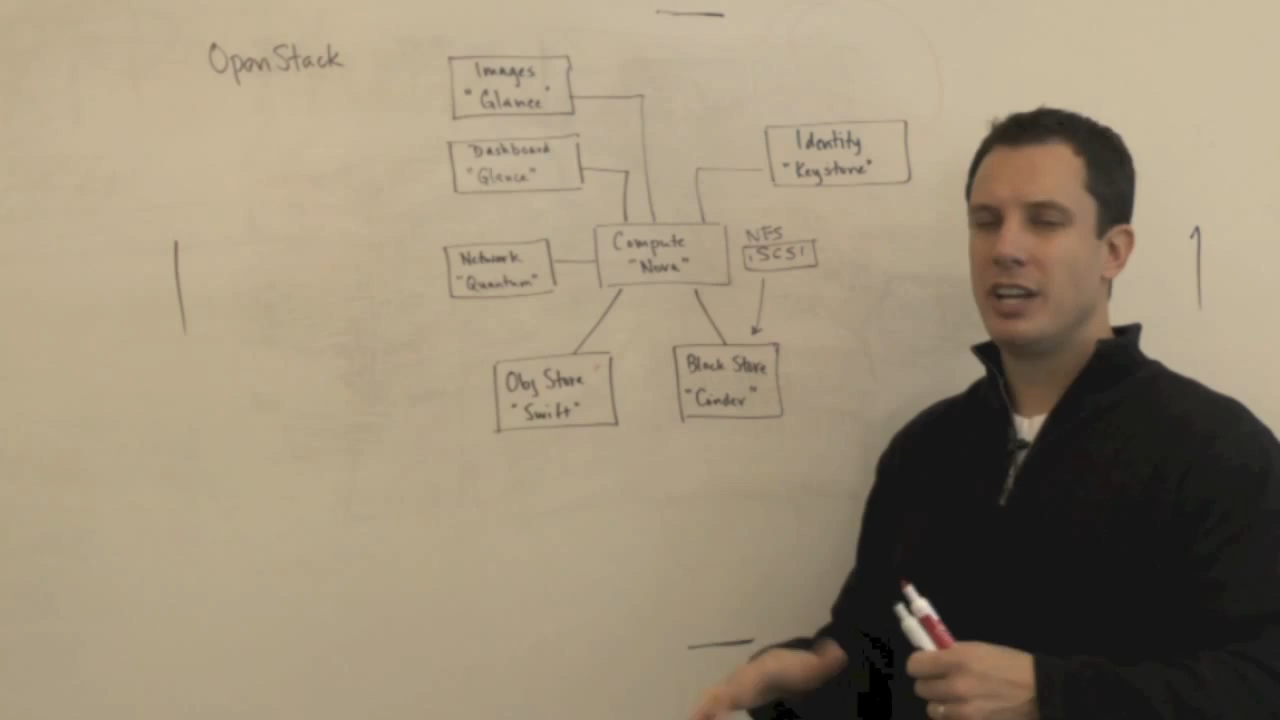 OpenStack
Images
"Glance"
Dashboard
"Glance"
Identity
"Keystone"
Network
"Quantum"
Compute
"Nova"
NFS
iSCSI
Obj Store
"Swift"
Block Store
"Cinder"